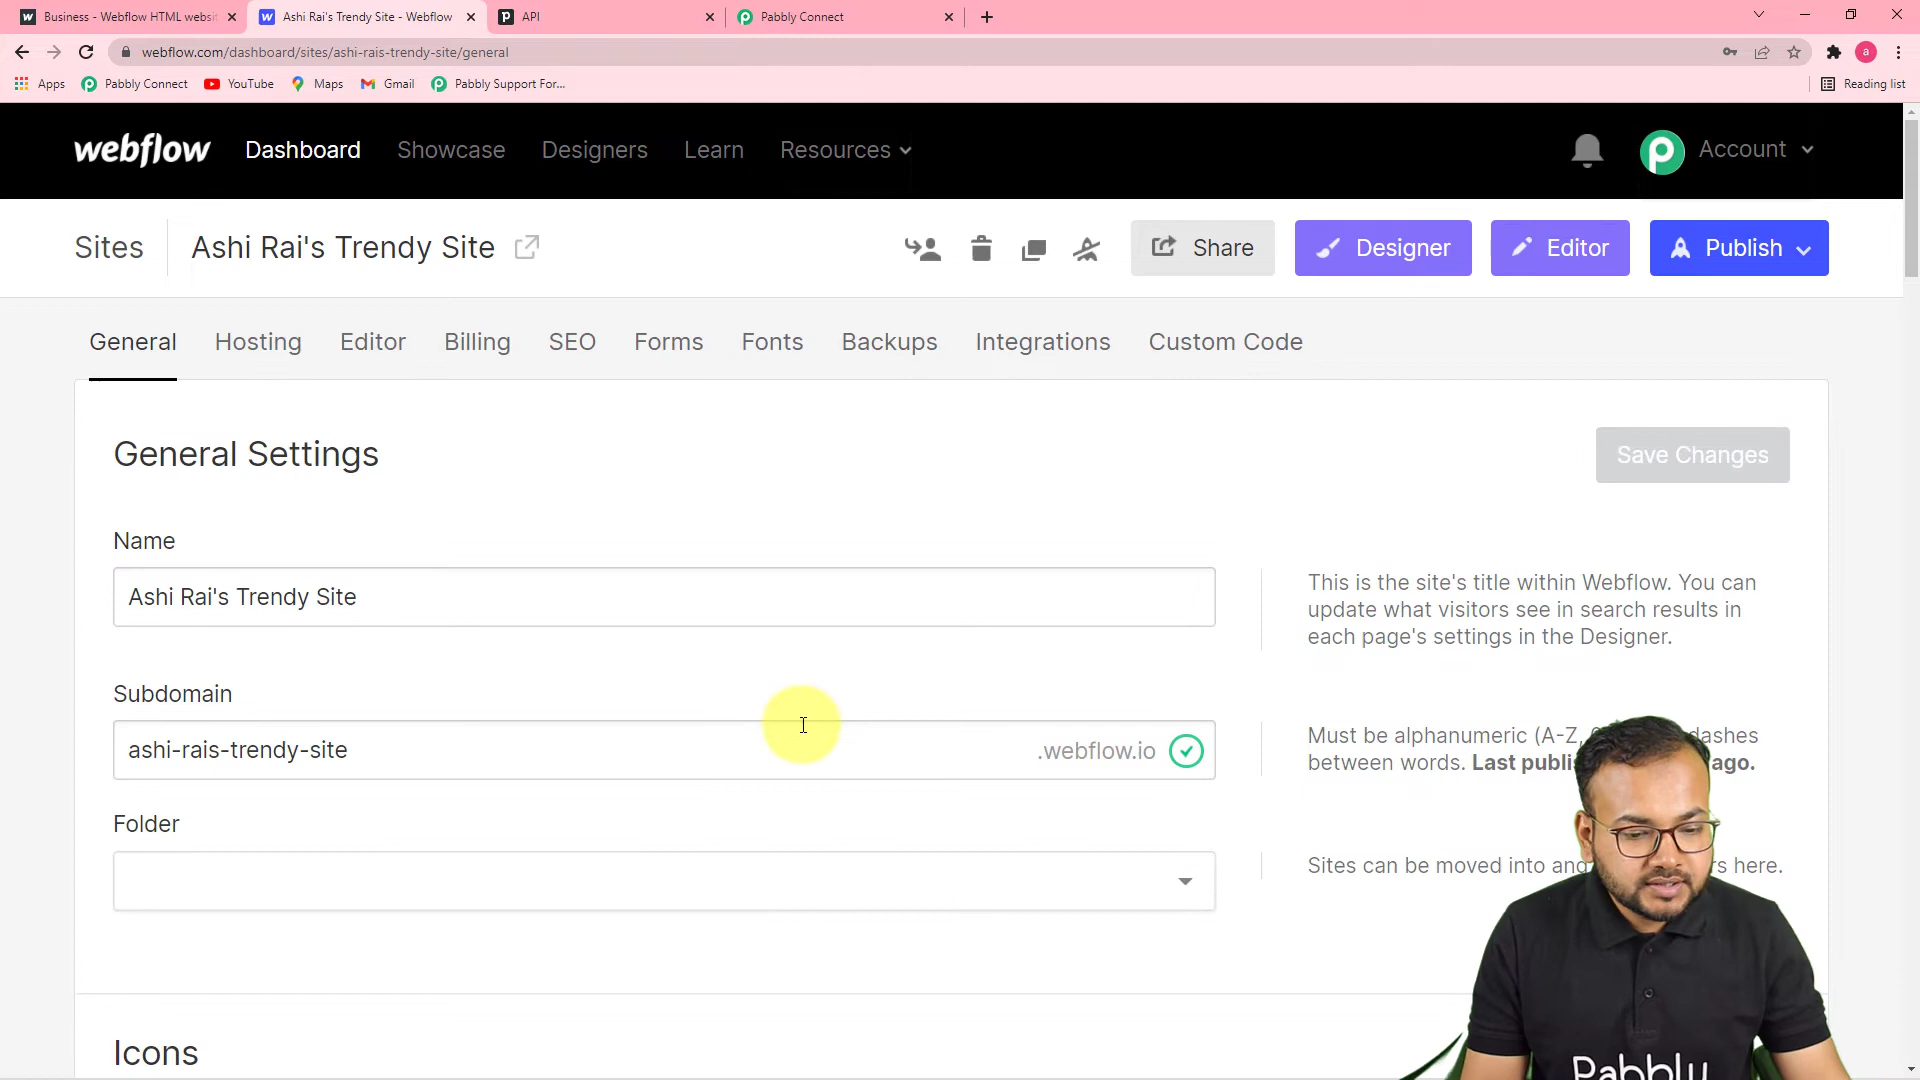 Business - Webflow HTML websi
Ashi Rai's Trendy Site - Webflow
API
Pabbly Connect
webflow.com/dashboard/sites/ashi-rais-trendy-site/general
a
Apps
Pabbly Connect
YouTube
Maps
Gmail
Pabbly Support For...
Reading list
webflow
Dashboard
Showcase
Designers
Learn
Resources
Account
Sites
Ashi Rai's Trendy Site
Share
Designer
Editor
Publish
General
Hosting
Editor
Billing
SEO
Forms
Fonts
Backups
Integrations
Custom Code
General Settings
Save Changes
Name
Ashi Rai's Trendy Site
This is the site's title within Webflow. You can
update what visitors see in search results in
each page's settings in the Designer.
Subdomain
ashi-rais-trendy-site
.webflow.io
Must be alphanumeric (A-Z, dashes
between words. Last ago.
Folder
Sites can be moved into here.
Icons
Pabbly